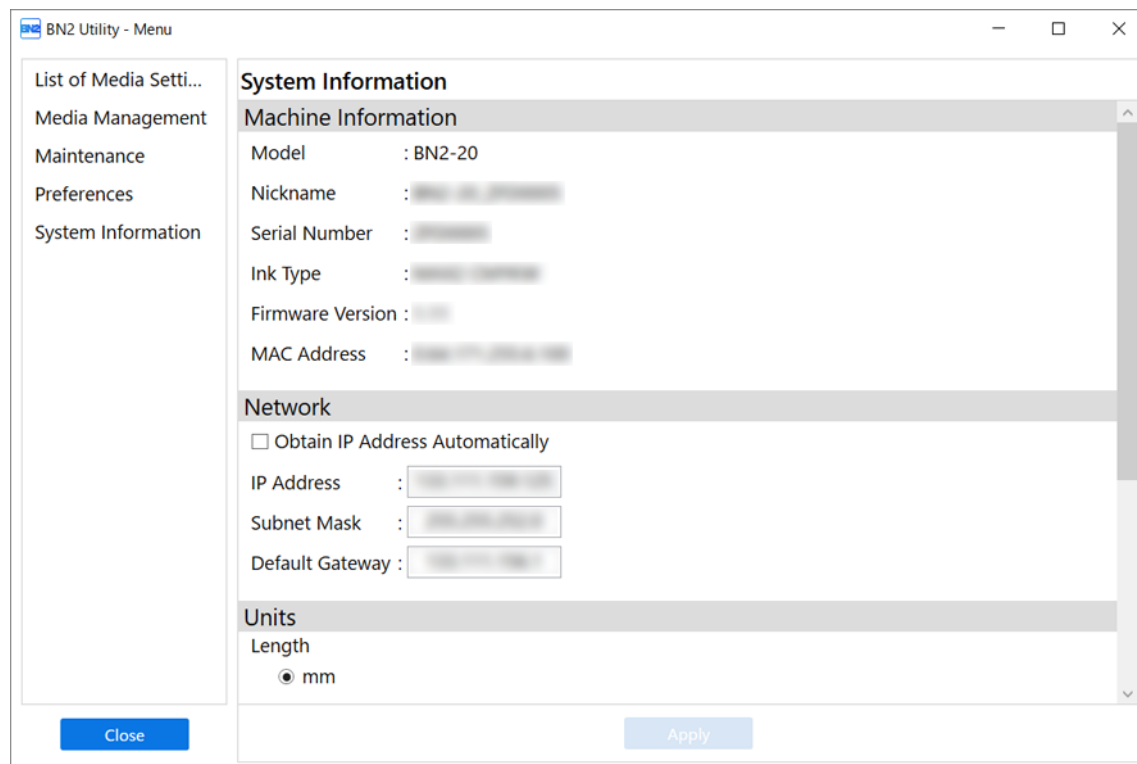 BN2 BN2 Utility - Menu
List of Media Setti...
Media Management
Maintenance
Preferences
System Information
Close
System Information
Machine Information
Model : BN2-20
Nickname :
Serial Number :
Ink Type :
Firmware Version :
MAC Address :
Network
Obtain IP Address Automatically
IP Address :
Subnet Mask :
Default Gateway :
Units
Length
mm
Apply